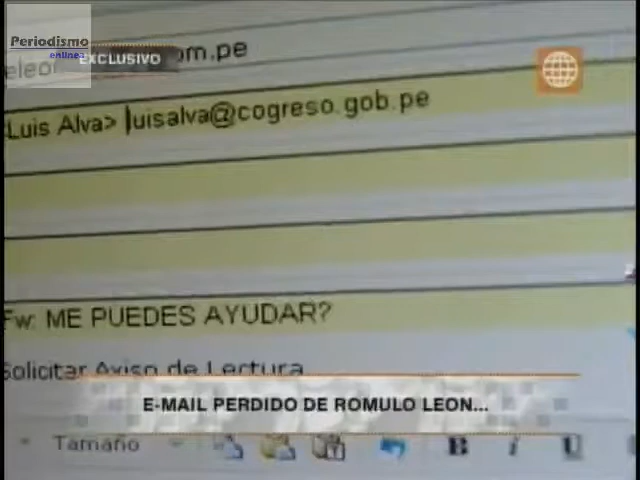 Periodismo
enlinea
EXCLUSIVO
om.pe
<Luis Alva> luisalva@cogreso.gob.pe
Fw: ME PUEDES AYUDAR?
Solicitar Aviso de Lectura
E-MAIL PERDIDO DE ROMULO LEON...
Tamaño
B i U